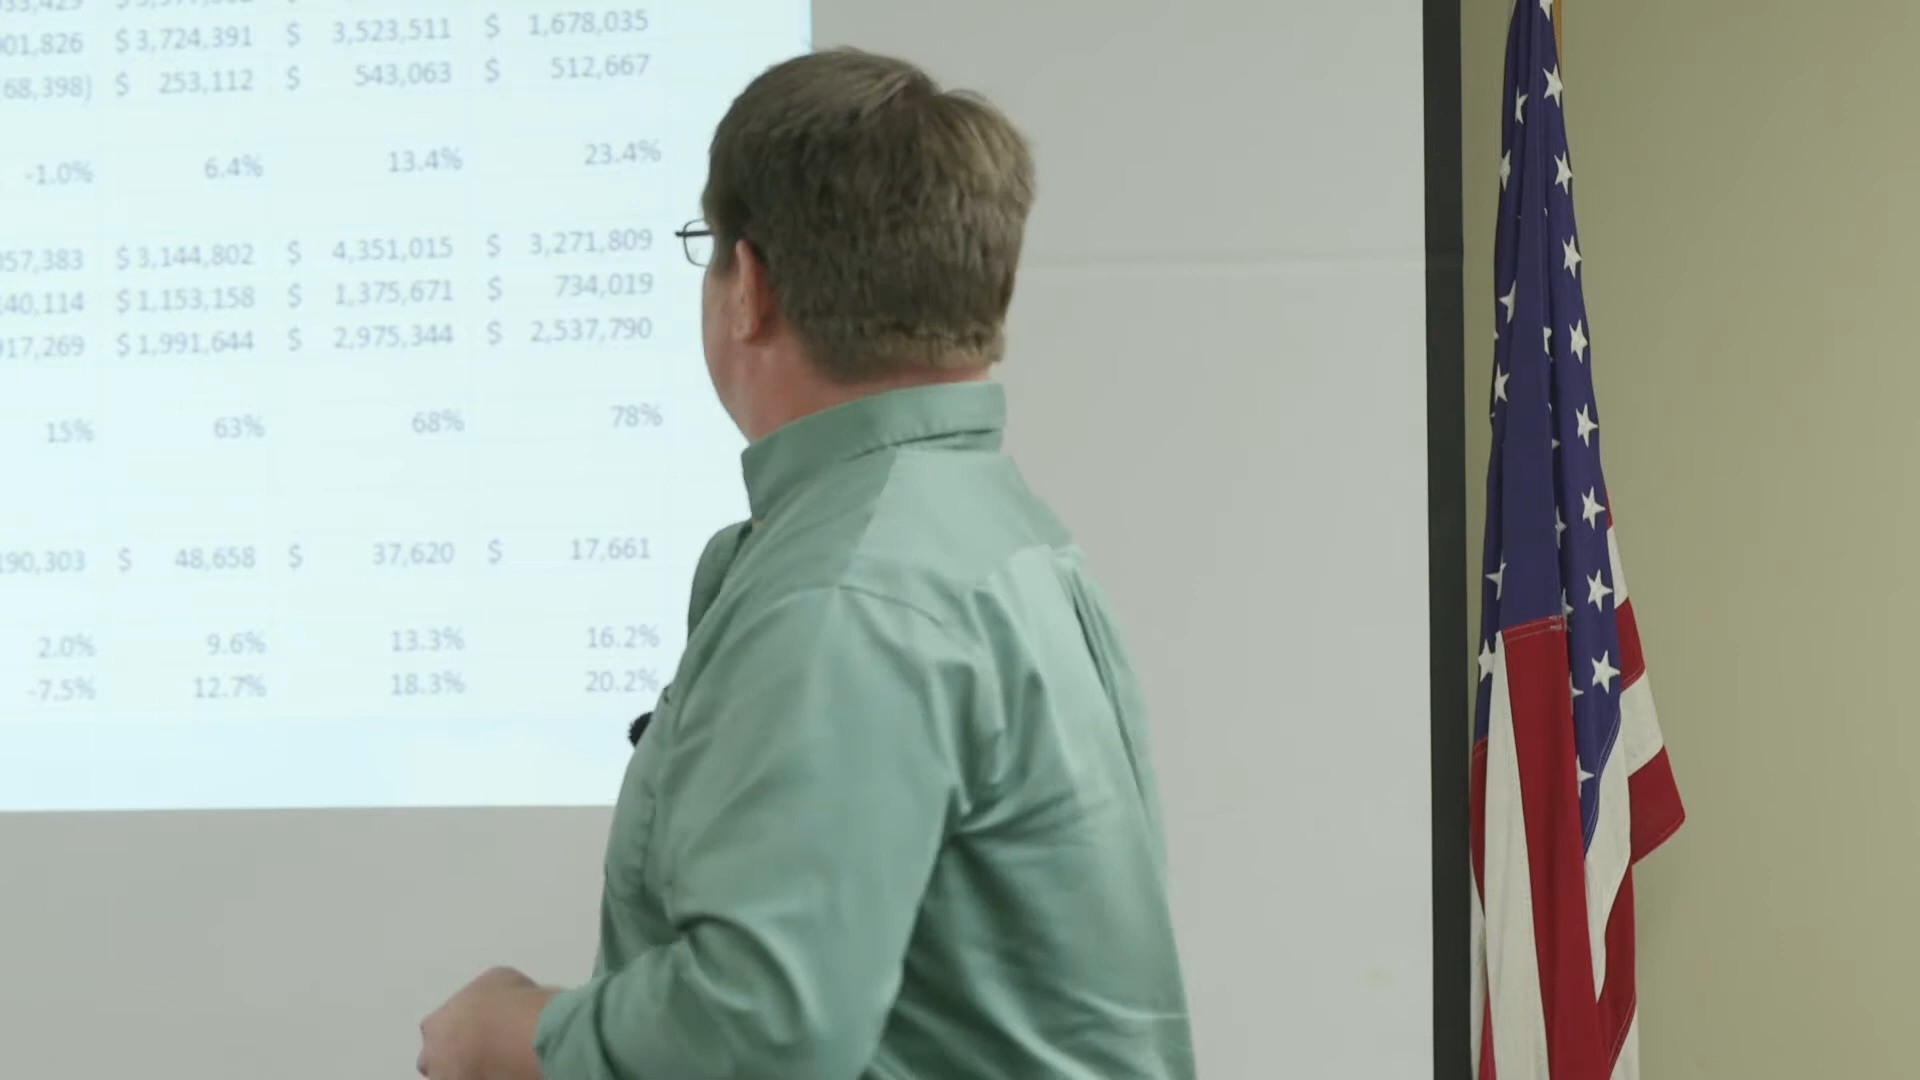 01,826 $3,724,391 $ 3,523,511 $ 1,678,035
68,398) $ 253,112 $ 543,063 $ 512,667
-1.0% 6.4% 13.4% 23.4%
57,383 $3,144,802 $ 4,351,015 $ 3,271,809
40,114 $1,153,158 $ 1,375,671 $ 734,019
17,269 $1,991,644 $ 2,975,344 $ 2,537,790
15% 63% 68% 78%
190,303 $ 48,658 $ 37,620 $ 17,661
2.0% 9.6% 13.3% 16.2%
-7.5% 12.7% 18.3% 20.2%